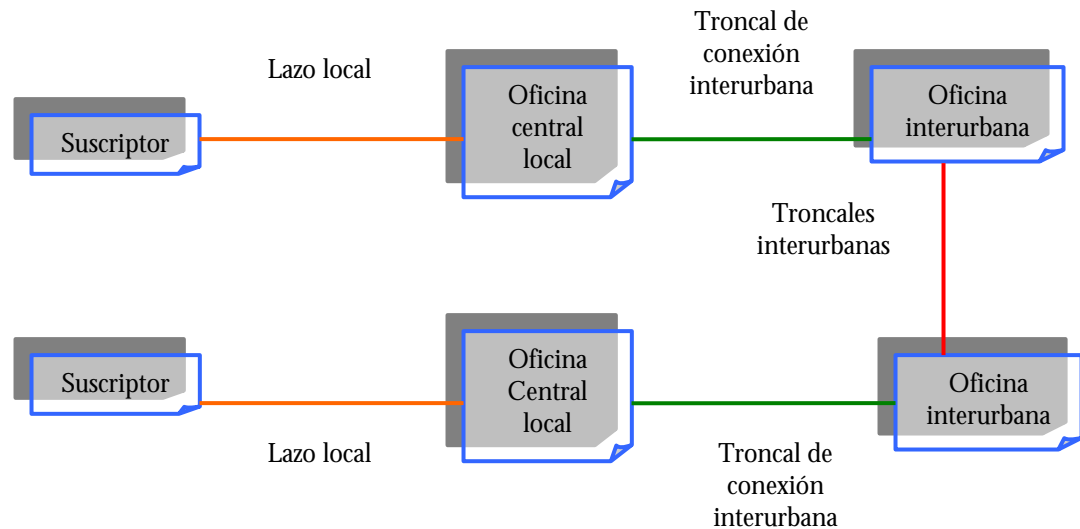 Lazo local
Troncal de
conexión
interurbana
Suscriptor
Oficina
central
local
Oficina
interurbana
Troncales
interurbanas
Suscriptor
Oficina
Central
local
Oficina
interurbana
Lazo local
Troncal de
conexión
interurbana